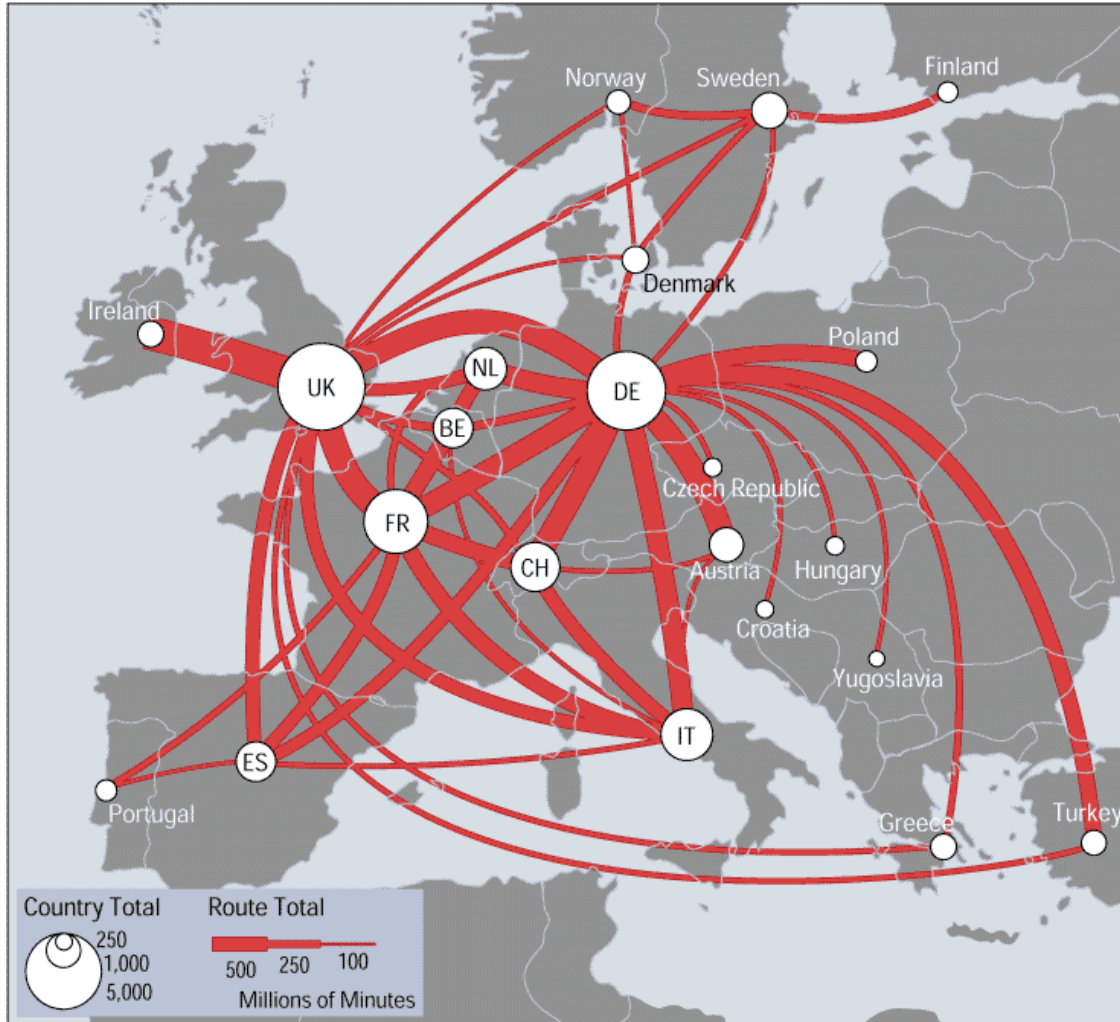 Norway
Sweden
Finland
Denmark
Ireland
Poland
UK
NL
DE
BE
Czech Republic
FR
CH
Austria
Hungary
Croatia
Yugoslavia
IT
ES
Portugal
Greece
Turkey
Country Total
250
1,000
5,000
Route Total
500 250 100
Millions of Minutes